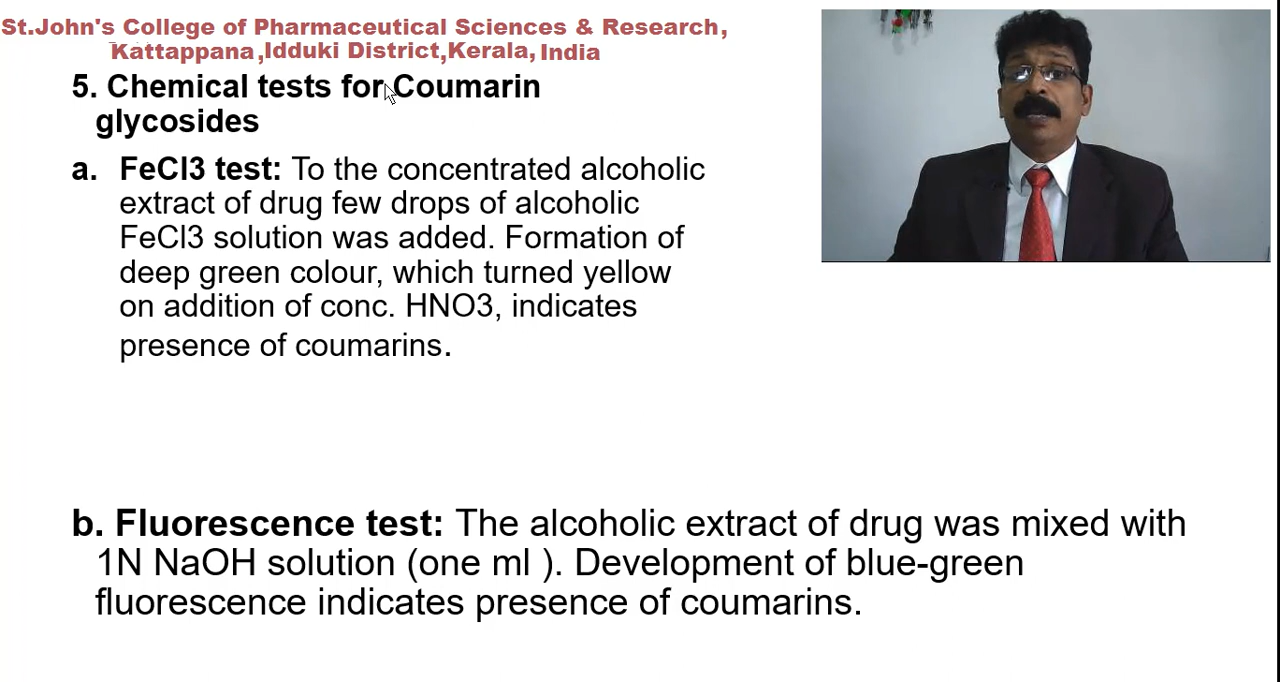 St.John's College of Pharmaceutical Sciences & Research,
Kattappana,Idduki District,Kerala, India
5. Chemical tests for Coumarin
glycosides
a. FeCl3 test: To the concentrated alcoholic
extract of drug few drops of alcoholic
FeCl3 solution was added. Formation of
deep green colour, which turned yellow
on addition of conc. HNO3, indicates
presence of coumarins.
b. Fluorescence test: The alcoholic extract of drug was mixed with
1N NaOH solution (one ml ). Development of blue-green
fluorescence indicates presence of coumarins.